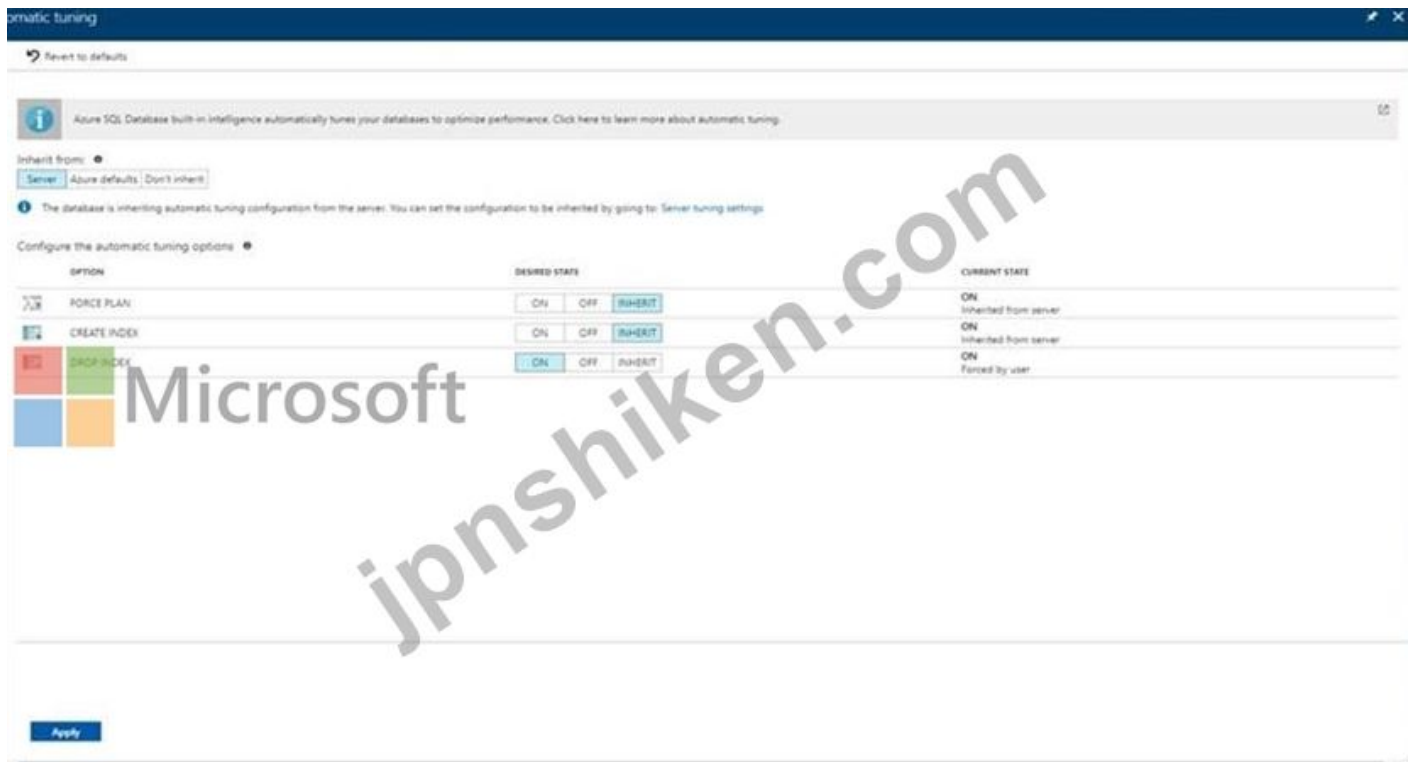 omatic tuning
Revert to defaults
Azure SQL Database built-in intelligence automatically tunes your databases to optimize performance. Click here to learn more about automatic tuning.
Inherit from:
Server Azure defaults Don't inherit
The database is inheriting automatic tuning configuration from the server. You can set the configuration to be inherited by going to: Server tuning settings
Configure the automatic tuning options
OPTION DESIRED STATE CURRENT STATE
FORCE PLAN ON OFF INHERIT ON
Inherited from server
CREATE INDEX ON OFF INHERIT ON
Inherited from server
DROP INDEX ON OFF INHERIT ON
Forced by user
Microsoft
jpnshiken.com
Apply